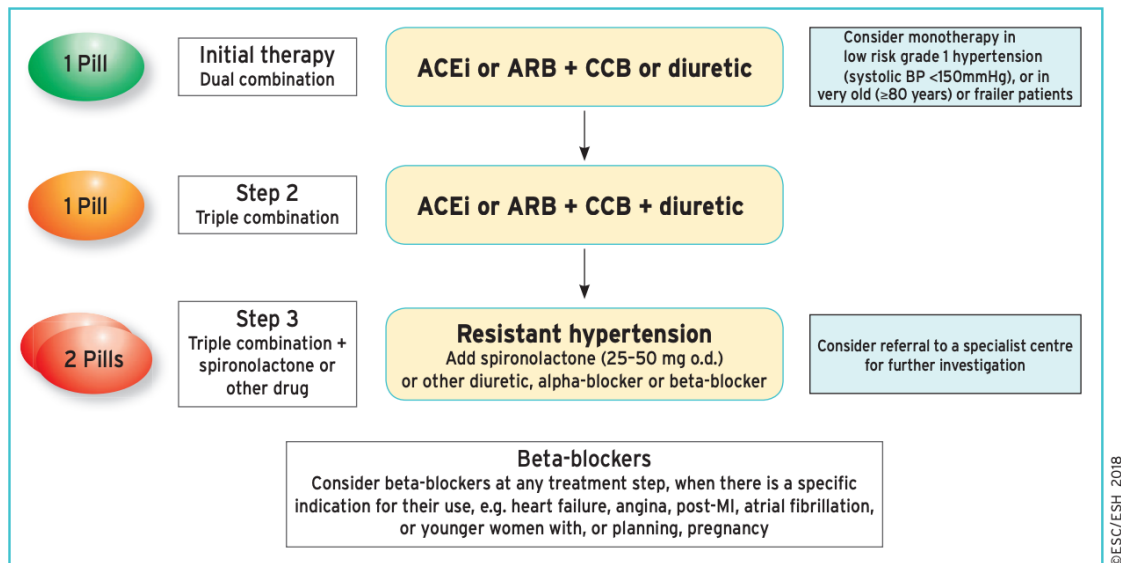 1 Pill
Initial therapy
Dual combination
ACEi or ARB + CCB or diuretic
Consider monotherapy in
low risk grade 1 hypertension
(systolic BP <150mmHg), or in
very old (≥80 years) or frailer patients
1 Pill
Step 2
Triple combination
ACEi or ARB + CCB + diuretic
2 Pills
Step 3
Triple combination +
spironolactone or
other drug
Resistant hypertension
Add spironolactone (25–50 mg o.d.)
or other diuretic, alpha-blocker or beta-blocker
Consider referral to a specialist centre
for further investigation
Beta-blockers
Consider beta-blockers at any treatment step, when there is a specific
indication for their use, e.g. heart failure, angina, post-MI, atrial fibrillation,
or younger women with, or planning, pregnancy
©ESC/ESH 2018